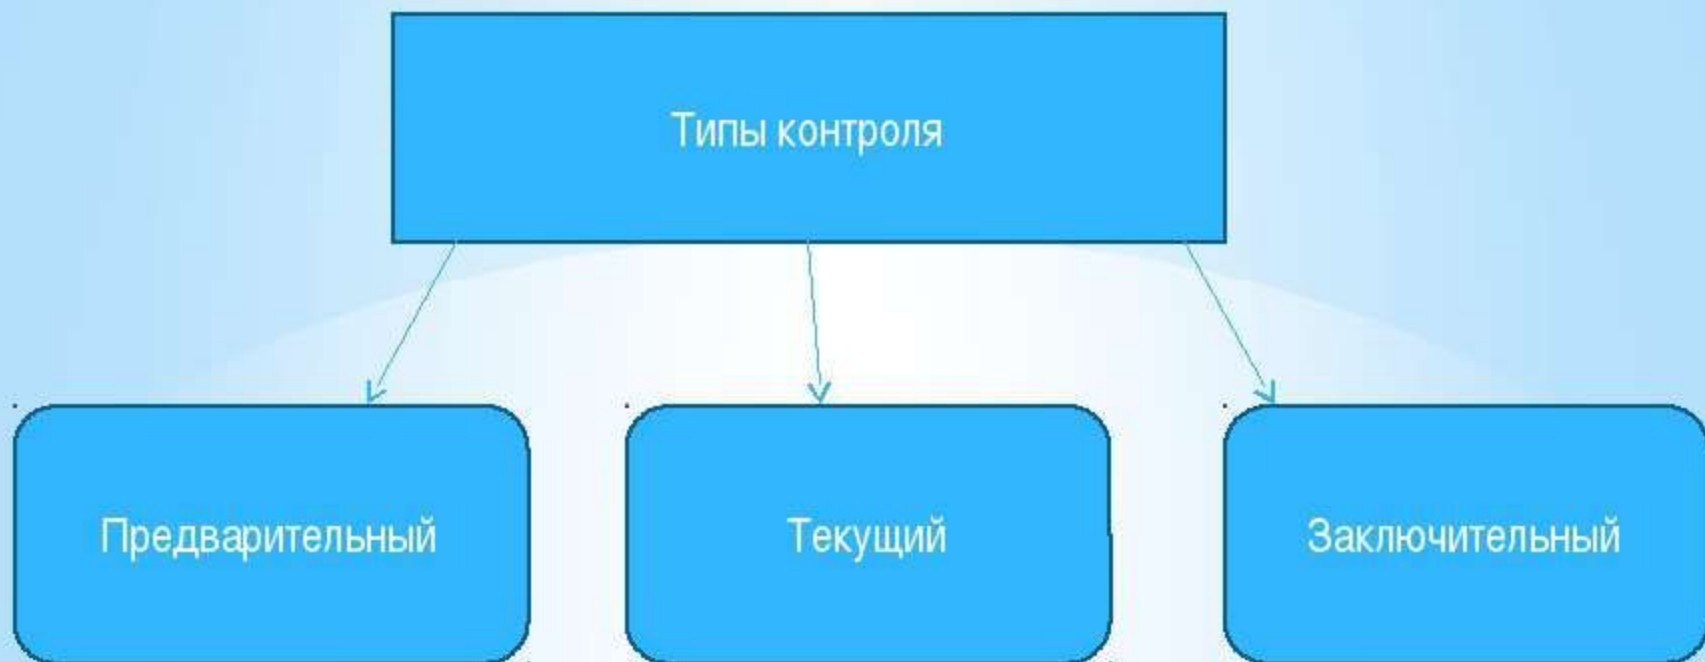 Типы контроля
Предварительный
Текущий
Заключительный